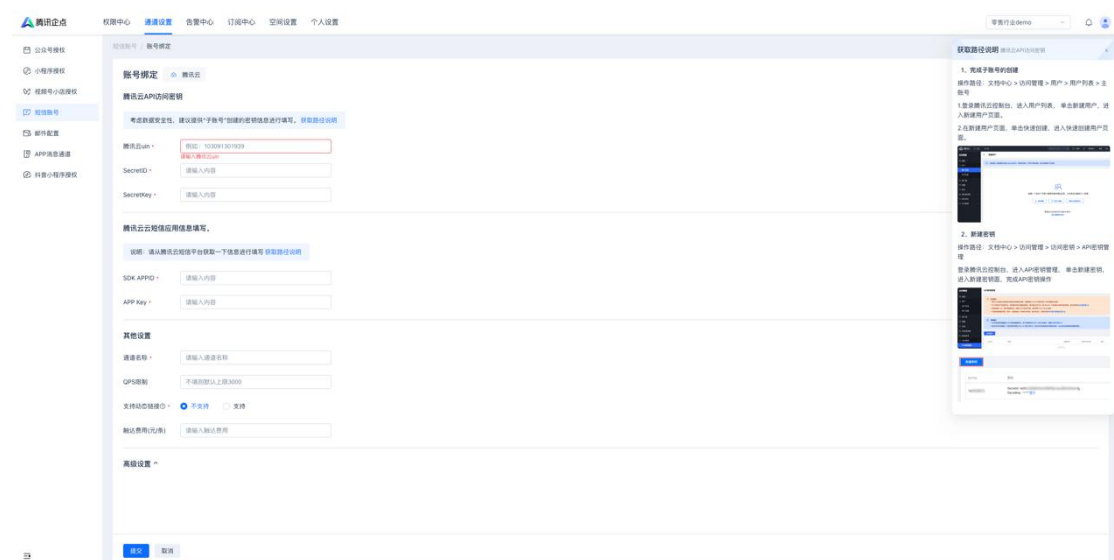 腾讯企点
权限中心 通道设置 告警中心 订阅中心 空间设置 个人设置
零售行业demo
公众号授权
小程序授权
视频号小店授权
短信账号
邮件配置
APP消息通道
抖音小程序授权
短信账号 / 账号绑定
账号绑定 腾讯云
腾讯云API访问密钥
考虑数据安全性，建议提供"子账号"创建的密钥信息进行填写。获取路径说明
腾讯云uin * 例如：103091301939
请输入腾讯云uin
SecretID * 请输入内容
SecretKey * 请输入内容
腾讯云云短信应用信息填写。
说明：请从腾讯云短信平台获取一下信息进行填写 获取路径说明
SDK APPID * 请输入内容
APP Key * 请输入内容
其他设置
通道名称 * 请输入通道名称
QPS限制 不填则默认上限3000
支持动态链接 * 不支持 支持
触达费用(元/条) 请输入触达费用
高级设置
提交 取消
获取路径说明 腾讯云API访问密钥
1、完成子账号的创建
操作路径：文档中心 > 访问管理 > 用户 > 用户列表 > 主
账号
1.登录腾讯云控制台，进入用户列表， 单击新建用户，进
入新建用户页面。
2.在新建用户页面，单击快速创建，进入快速创建用户页
面。
2、新建密钥
操作路径：文档中心 > 访问管理 > 访问密钥 > API密钥管
理
登录腾讯云控制台，进入API密钥管理， 单击新建密钥，
进入新建密钥面，完成API密钥操作